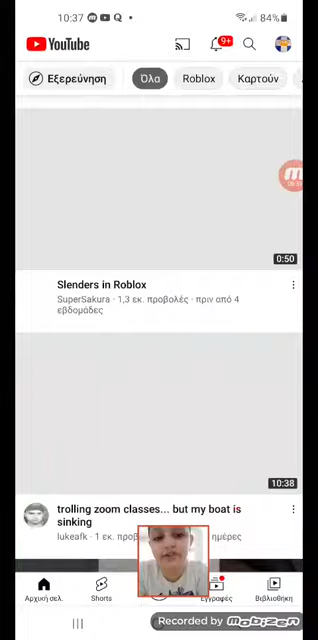 10:37 84%
YouTube 9+
Εξερεύνηση Όλα Roblox Καρτούν
0:50
Slenders in Roblox
SuperSakura · 1,3 εκ. προβολές · πριν από 4
εβδομάδες
10:38
trolling zoom classes... but my boat is
sinking
lukeafk · 1 εκ. ημέρες
Αρχική σελ. Shorts Εγγραφές Βιβλιοθήκη
Recorded by Mobizen